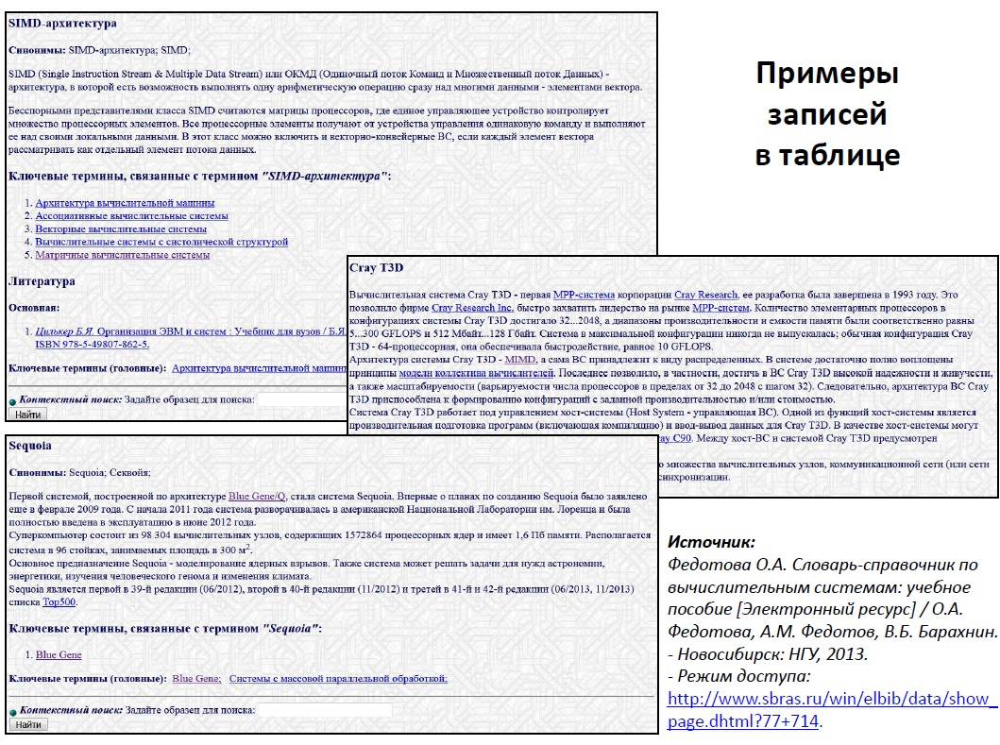 SIMD-архитектура
Синонимы: SIMD-архитектура; SIMD;
SIMD (Single Instruction Stream & Multiple Data Stream) или ОКМД (Одиночный поток Команд и Множественный поток Данных) -
архитектура, в которой есть возможность выполнять одну арифметическую операцию сразу над многими данными - элементами вектора.
Бесспорными представителями класса SIMD считаются матрицы процессоров, где единое управляющее устройство контролирует
множество процессорных элементов. Все процессорные элементы получают от устройства управления одинаковую команду и выполняют
ее над своими локальными данными. В этот класс можно включить и векторно-конвейерные ВС, если каждый элемент вектора
рассматривать как отдельный элемент потока данных.
Ключевые термины, связанные с термином "SIMD-архитектура":
1. Архитектура вычислительной машины
2. Ассоциативные вычислительные системы
3. Векторные вычислительные системы
4. Вычислительные системы с систолической структурой
5. Матричные вычислительные системы
Литература
Основная:
1. Цилькер Б.Я. Организация ЭВМ и систем : Учебник для вузов / Б.Я.
ISBN 978-5-49807-862-5.
Ключевые термины (головные): Архитектура вычислительной машин
Контекстный поиск: Задайте образец для поиска:
Найти
Примеры
записей
в таблице
Cray T3D
Вычислительная система Cray T3D - первая MPP-система корпорации Cray Research, ее разработка была завершена в 1993 году. Это
позволило фирме Cray Research Inc. быстро захватить лидерство на рынке MPP-систем. Количество элементарных процессоров в
конфигурациях системы Cray T3D достигало 32...2048, а диапазоны производительности и емкости памяти были соответственно равны
5...300 GFLOPS и 512 Мбайт...128 Гбайт. Система в максимальной конфигурации никогда не выпускалась; обычная конфигурация Cray
T3D - 64-процессорная, она обеспечивала быстродействие, равное 10 GFLOPS.
Архитектура системы Cray T3D - MIMD, а сама ВС принадлежит к виду распределенных. В системе достаточно полно воплощены
принципы модели коллектива вычислителей. Последнее позволило, в частности, достичь в ВС Cray T3D высокой надежности и живучести,
а также масштабируемости (варьируемости числа процессоров в пределах от 32 до 2048 с шагом 32). Следовательно, архитектура ВС Cray
T3D приспособлена к формированию конфигураций с заданной производительностью и/или стоимостью.
Система Cray T3D работает под управлением хост-системы (Host System - управляющая ВС). Одной из функций хост-системы является
производительная подготовка программ (включающая компиляцию) и ввод-вывод данных для Cray T3D. В качестве хост-системы могут
ray C90. Между хост-ВС и системой Cray T3D предусмотрен
о множества вычислительных узлов, коммуникационной сети (или сети
синхронизации.
Sequoia
Синонимы: Sequoia; Секвойя;
Первой системой, построенной по архитектуре Blue Gene/Q, стала система Sequoia. Впервые о планах по созданию Sequoia было заявлено
еще в феврале 2009 года. С начала 2011 года система разворачивалась в американской Национальной Лаборатории им. Лоренца и была
полностью введена в эксплуатацию в июне 2012 года.
Суперкомпьютер состоит из 98 304 вычислительных узлов, содержащих 1572864 процессорных ядер и имеет 1,6 Пб памяти. Располагается
система в 96 стойках, занимаемых площадь в 300 м².
Основное предназначение Sequoia - моделирование ядерных взрывов. Также система может решать задачи для нужд астрономии,
энергетики, изучения человеческого генома и изменения климата.
Sequoia является первой в 39-й редакции (06/2012), второй в 40-й редакции (11/2012) и третей в 41-й и 42-й редакции (06/2013, 11/2013)
списка Top500.
Ключевые термины, связанные с термином "Sequoia":
1. Blue Gene
Ключевые термины (головные): Blue Gene; Системы с массовой параллельной обработкой;
Контекстный поиск: Задайте образец для поиска:
Найти
Источник:
Федотова О.А. Словарь-справочник по
вычислительным системам: учебное
пособие [Электронный ресурс] / О.А.
Федотова, А.М. Федотов, В.Б. Барахнин.
- Новосибирск: НГУ, 2013.
- Режим доступа:
http://www.sbras.ru/win/elbib/data/show_
page.dhtml?77+714.